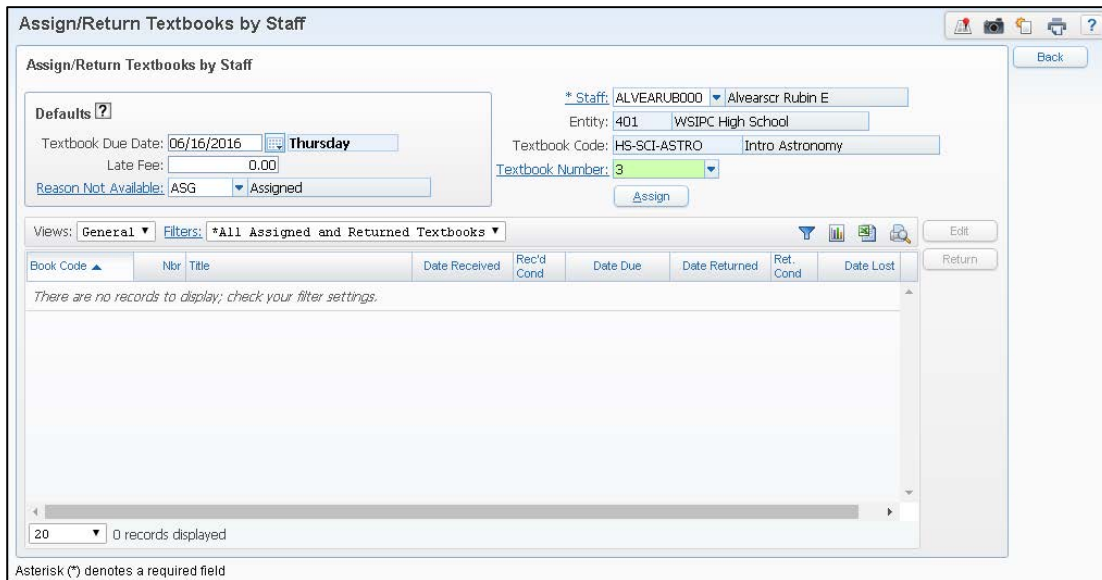 Assign/Return Textbooks by Staff
?
Back
Assign/Return Textbooks by Staff
Defaults ?
Textbook Due Date: 06/16/2016 Thursday
Late Fee: 0.00
Reason Not Available: ASG Assigned
* Staff: ALVEARUB000 Alvearscr Rubin E
Entity: 401 WSIPC High School
Textbook Code: HS-SCI-ASTRO Intro Astronomy
Textbook Number: 3
Assign
Views: General Filters: *All Assigned and Returned Textbooks
Edit
Return
Book Code Nbr Title Date Received Rec'd Cond Date Due Date Returned Ret. Cond Date Lost
There are no records to display; check your filter settings.
20 0 records displayed
Asterisk (*) denotes a required field